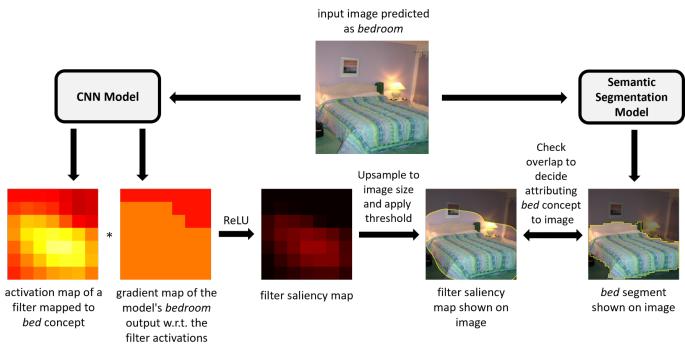 input image predicted
as bedroom
CNN Model
Semantic
Segmentation
Model
Check
overlap to
decide
attributing
bed concept
to image
Upsample to
image size
and apply
threshold
*
ReLU
activation map of a
filter mapped to
bed concept
gradient map of the
model's bedroom
output w.r.t. the
filter activations
filter saliency map
filter saliency
map shown on
image
bed segment
shown on image